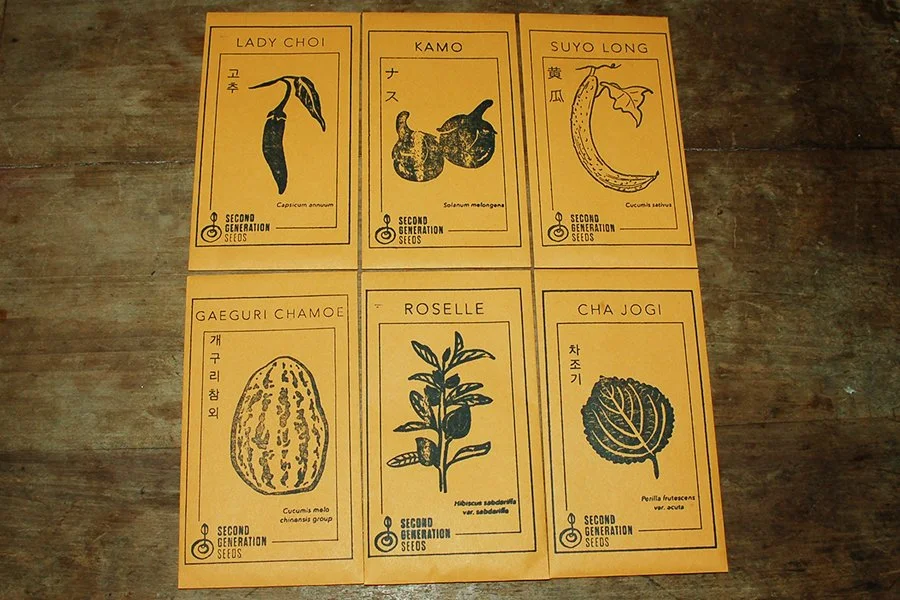 LADY CHOI
고추
Capsicum annuum
SECOND
GENERATION
SEEDS
KAMO
ナス
Solanum melongena
SECOND
GENERATION
SEEDS
SUYO LONG
黄瓜
Cucumis sativus
SECOND
GENERATION
SEEDS
GAEGURI CHAMOE
개구리참외
Cucumis melo
chinensis group
SECOND
GENERATION
SEEDS
ROSELLE
Hibiscus sabdariffa
var. sabdariffa
SECOND
GENERATION
SEEDS
CHA JOGI
차조기
Perilla frutescens
var. acuta
SECOND
GENERATION
SEEDS